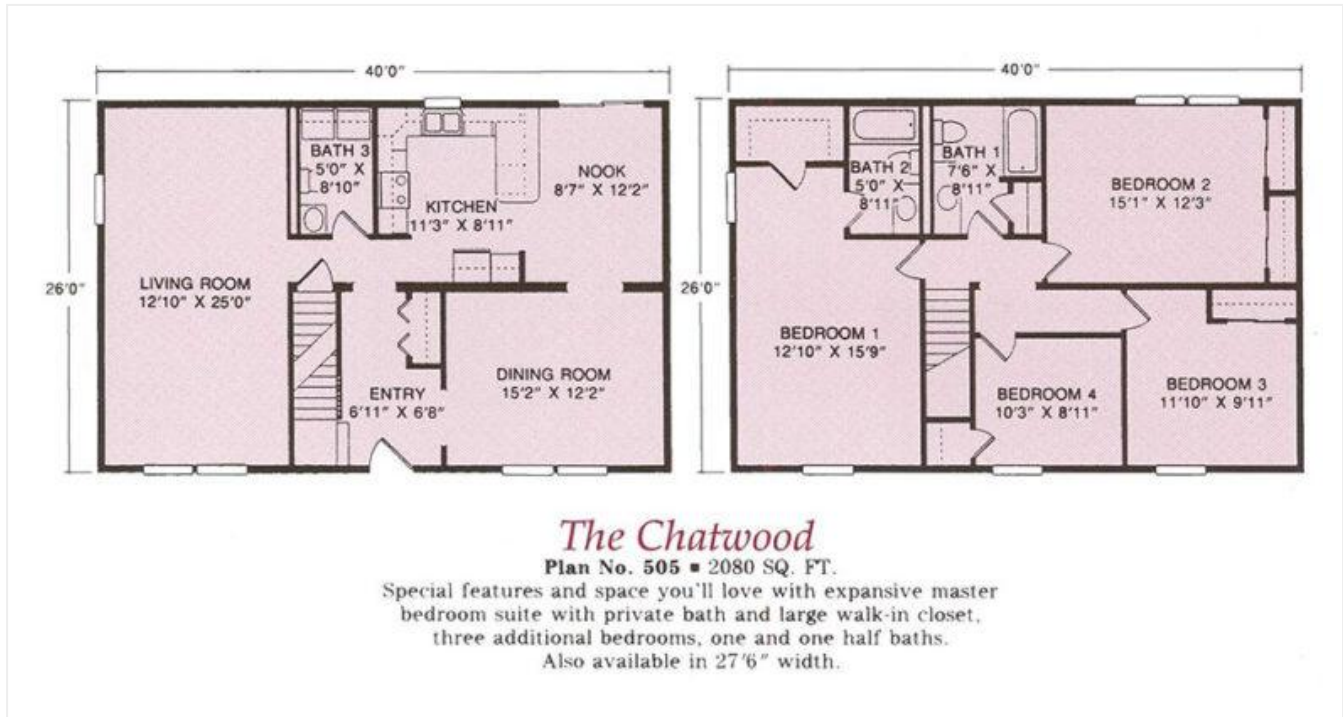 40'0"
26'0"
BATH 3
5'0" X
8'10"
KITCHEN
11'3" X 8'11"
NOOK
8'7" X 12'2"
LIVING ROOM
12'10" X 25'0"
ENTRY
6'11" X 6'8"
DINING ROOM
15'2" X 12'2"
40'0"
26'0"
BATH 2
5'0" X
8'11"
BATH 1
7'6" X
8'11"
BEDROOM 2
15'1" X 12'3"
BEDROOM 1
12'10" X 15'9"
BEDROOM 4
10'3" X 8'11"
BEDROOM 3
11'10" X 9'11"
The Chatwood
Plan No. 505 ■ 2080 SQ. FT.
Special features and space you'll love with expansive master
bedroom suite with private bath and large walk-in closet,
three additional bedrooms, one and one half baths.
Also available in 27'6" width.